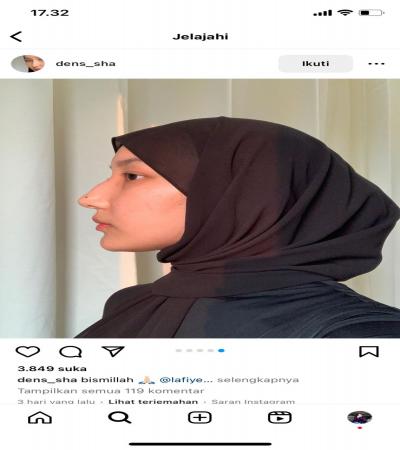 17.32
Jelajahi
dens_sha
Ikuti
3.849 suka
dens_sha bismillah 🙏🏻 @lafiye... selengkapnya
Tampilkan semua 119 komentar
3 hari yang lalu · Lihat terjemahan · Saran Instagram